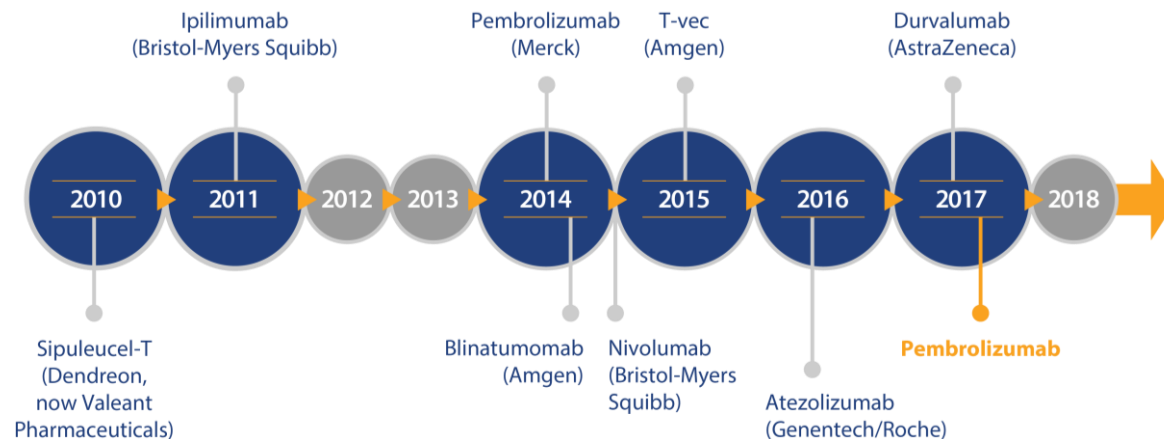 Ipilimumab
(Bristol-Myers Squibb)
Pembrolizumab
(Merck)
T-vec
(Amgen)
Durvalumab
(AstraZeneca)
2010
2011
2012
2013
2014
2015
2016
2017
2018
Sipuleucel-T
(Dendreon,
now Valeant
Pharmaceuticals)
Blinatumomab
(Amgen)
Nivolumab
(Bristol-Myers
Squibb)
Atezolizumab
(Genentech/Roche)
Pembrolizumab